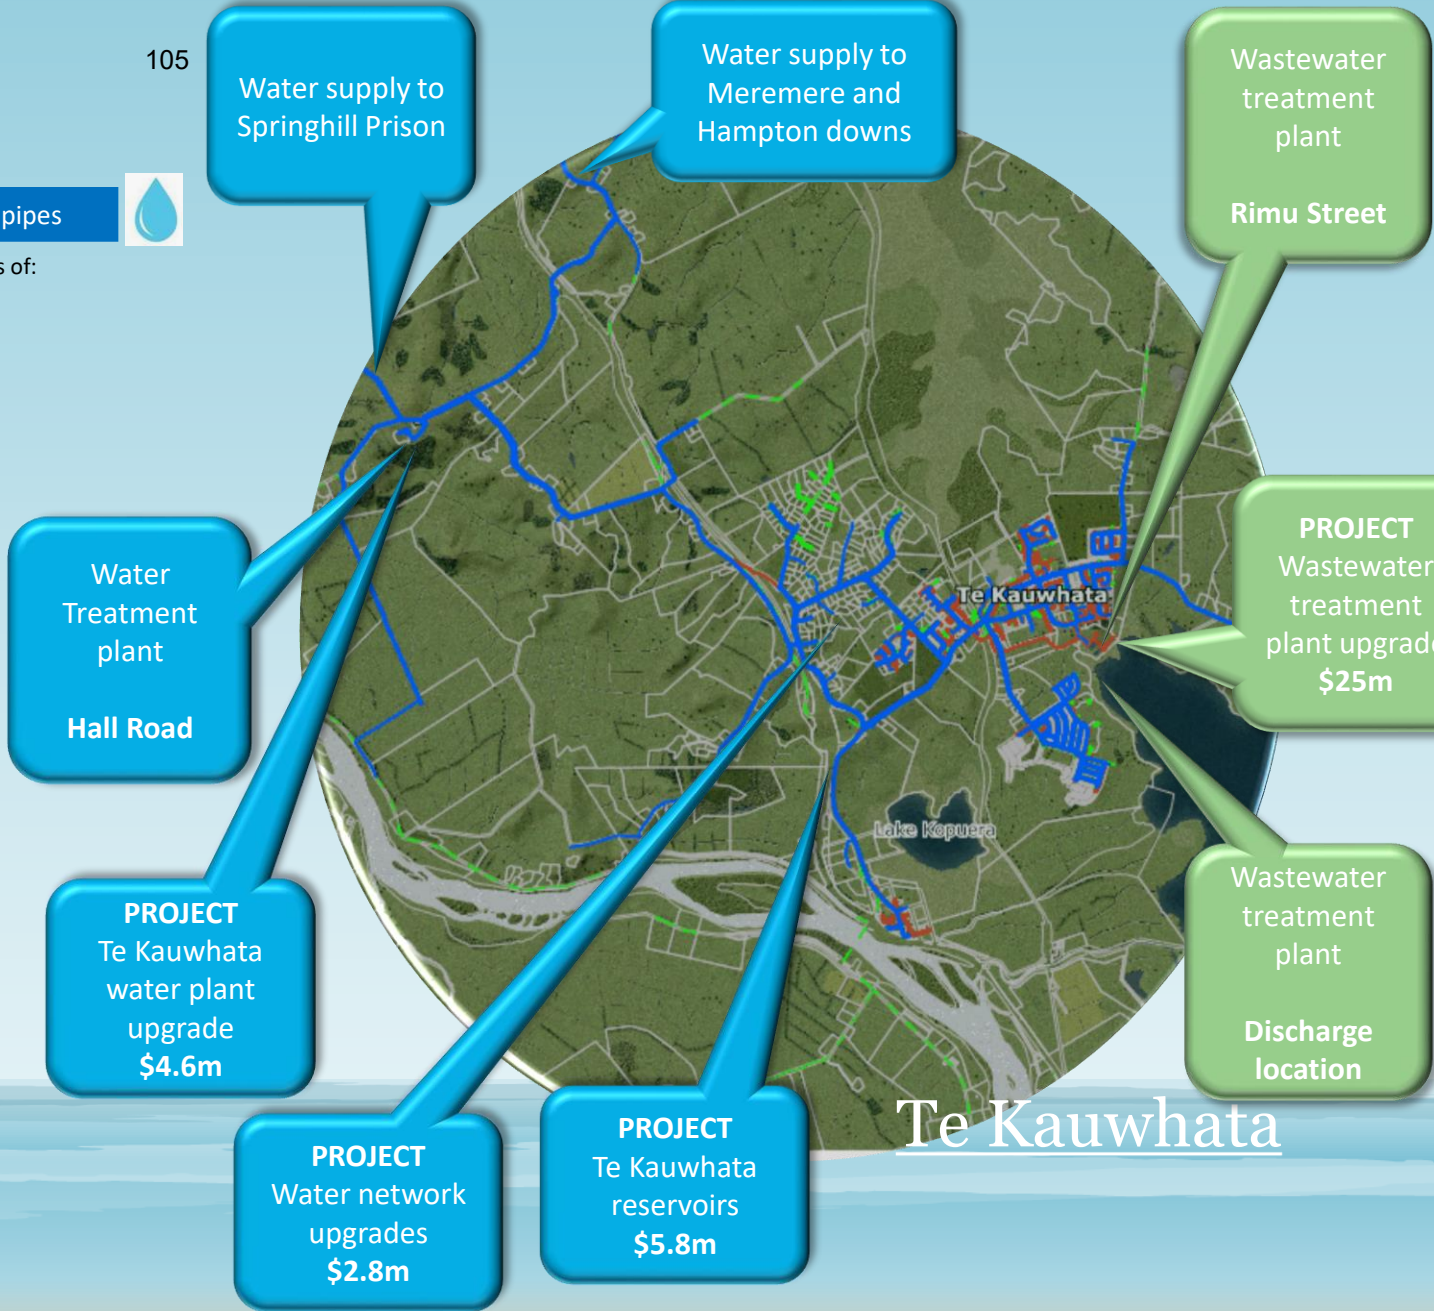 105
pipes
s of:
Water supply to
Springhill Prison
Water supply to
Meremere and
Hampton downs
Wastewater
treatment
plant
Rimu Street
PROJECT
Wastewater
treatment
plant upgrade
$25m
Te Kauwhata
Lake Kopuera
Water
Treatment
plant
Hall Road
Wastewater
treatment
plant
Discharge
location
PROJECT
Te Kauwhata
water plant
upgrade
$4.6m
PROJECT
Water network
upgrades
$2.8m
PROJECT
Te Kauwhata
reservoirs
$5.8m
Te Kauwhata